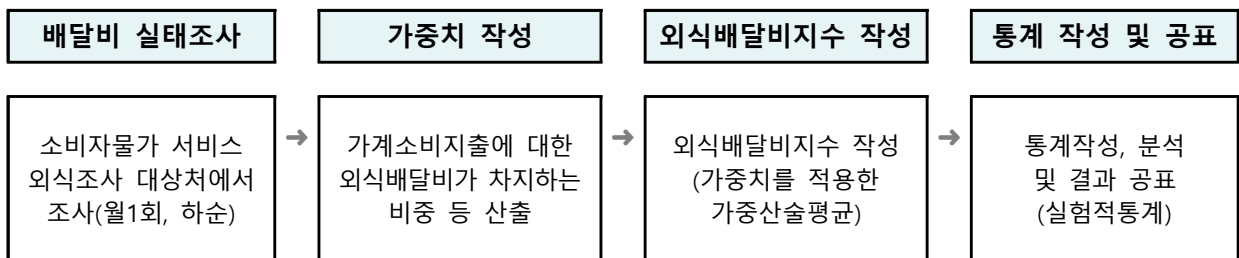 배달비 실태조사
가중치 작성
외식배달비지수 작성
통계 작성 및 공표
소비자물가 서비스
외식조사 대상처에서
조사(월1회, 하순)
➜
가계소비지출에 대한
외식배달비가 차지하는
비중 등 산출
➜
외식배달비지수 작성
(가중치를 적용한
가중산술평균)
➜
통계작성, 분석
및 결과 공표
(실험적통계)